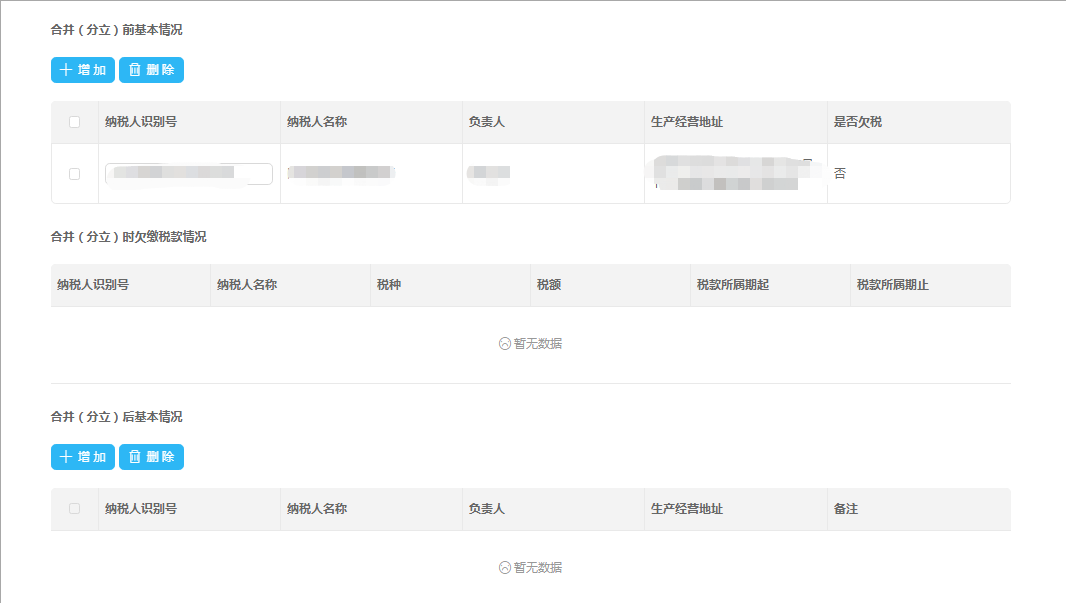 合并（分立）前基本情况
增加 删除
纳税人识别号 纳税人名称 负责人 生产经营地址 是否欠税
否
合并（分立）时欠缴税款情况
纳税人识别号 纳税人名称 税种 税额 税款所属期起 税款所属期止
暂无数据
合并（分立）后基本情况
增加 删除
纳税人识别号 纳税人名称 负责人 生产经营地址 备注
暂无数据